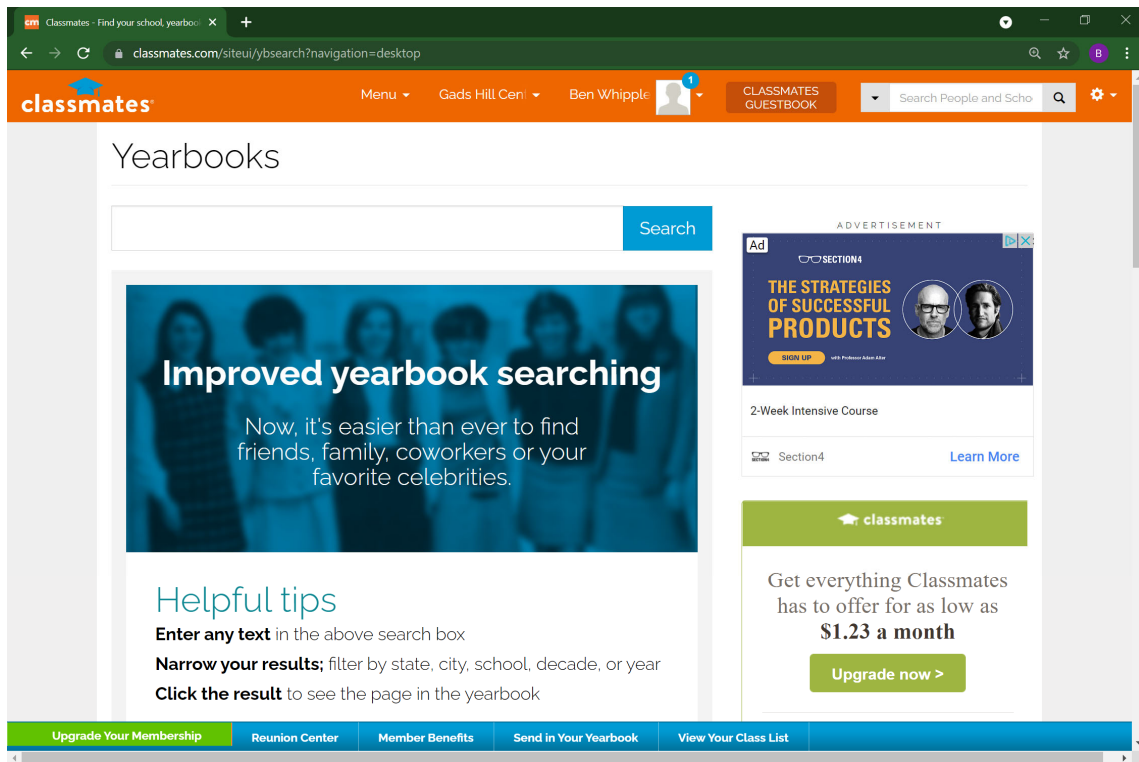 cm Classmates - Find your school, yearboo
classmates.com/siteui/ybsearch?navigation=desktop
B
classmates
Menu
Gads Hill Cen
Ben Whipple
1
CLASSMATES
GUESTBOOK
Search People and Scho
Yearbooks
Search
Improved yearbook searching
Now, it's easier than ever to find
friends, family, coworkers or your
favorite celebrities.
Helpful tips
Enter any text in the above search box
Narrow your results; filter by state, city, school, decade, or year
Click the result to see the page in the yearbook
ADVERTISEMENT
Ad
SECTION4
THE STRATEGIES
OF SUCCESSFUL
PRODUCTS
SIGN UP with Professor Adam Alter
2-Week Intensive Course
Section4
Learn More
classmates
Get everything Classmates
has to offer for as low as
$1.23 a month
Upgrade now >
Upgrade Your Membership
Reunion Center
Member Benefits
Send in Your Yearbook
View Your Class List